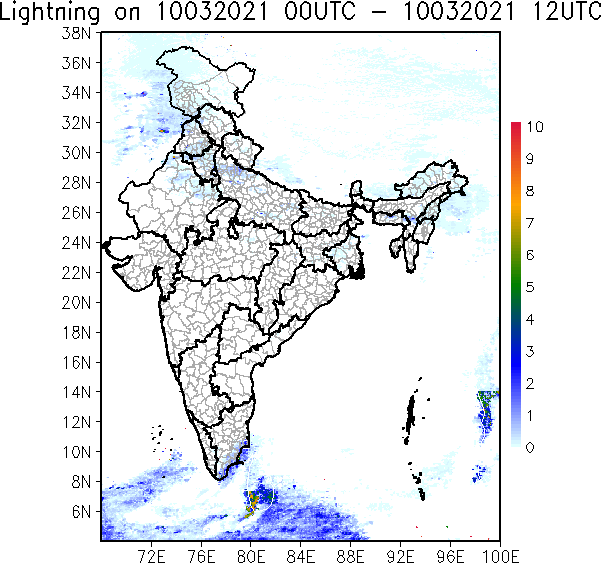 Lightning on 10032021 00UTC – 10032021 12UTC
38N
36N
34N
32N
30N
28N
26N
24N
22N
20N
18N
16N
14N
12N
10N
8N
6N
10
9
8
7
6
5
4
3
2
1
0
72E 76E 80E 84E 88E 92E 96E 100E